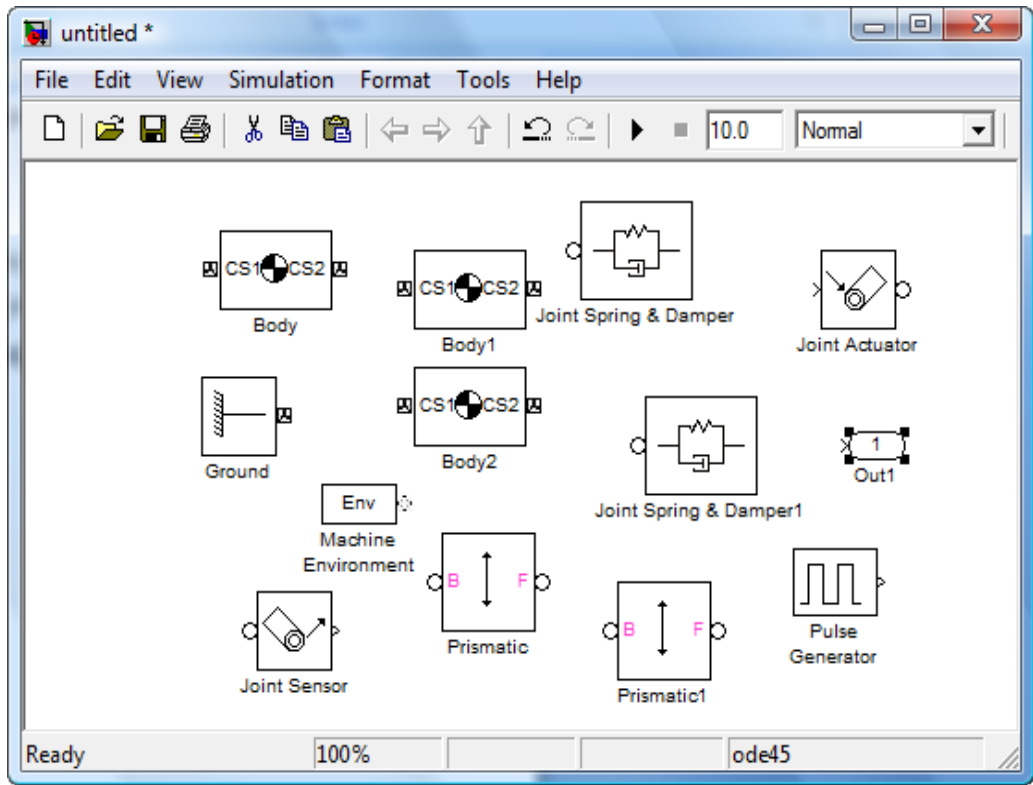 untitled *
File Edit View Simulation Format Tools Help
10.0 Normal
CS1 CS2
Body
CS1 CS2
Body1
Joint Spring & Damper
Joint Actuator
Ground
CS1 CS2
Body2
Joint Spring & Damper1
1
Out1
Env
Machine
Environment
B F
Prismatic
Joint Sensor
B F
Prismatic1
Pulse
Generator
Ready 100% ode45